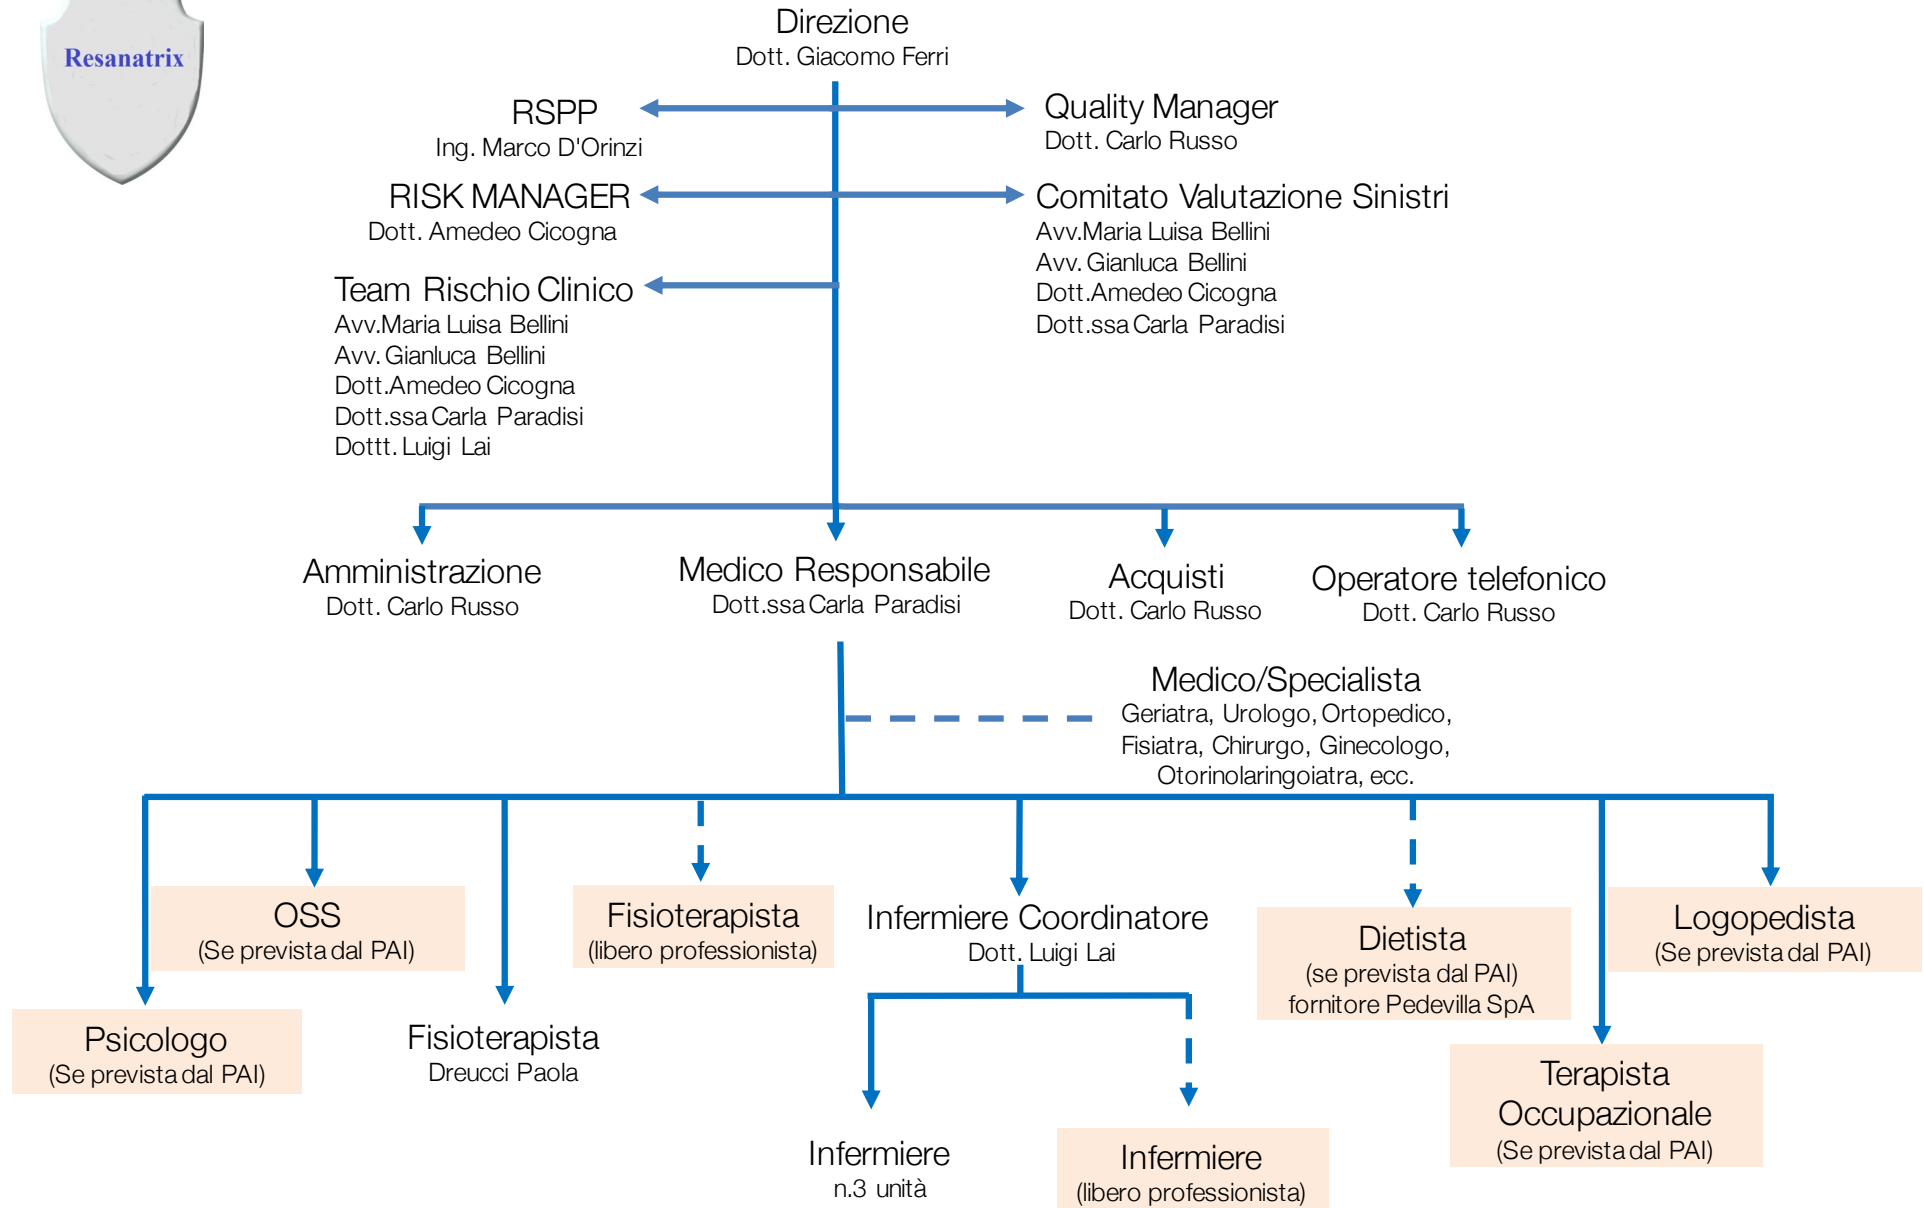 Resanatrix
Direzione
Dott. Giacomo Ferri
RSPP
Ing. Marco D'Orinzi
Quality Manager
Dott. Carlo Russo
RISK MANAGER
Dott. Amedeo Cicogna
Comitato Valutazione Sinistri
Avv.Maria Luisa Bellini
Avv. Gianluca Bellini
Dott.Amedeo Cicogna
Dott.ssa Carla Paradisi
Team Rischio Clinico
Avv.Maria Luisa Bellini
Avv. Gianluca Bellini
Dott.Amedeo Cicogna
Dott.ssa Carla Paradisi
Dottt. Luigi Lai
Amministrazione
Dott. Carlo Russo
Medico Responsabile
Dott.ssa Carla Paradisi
Acquisti
Dott. Carlo Russo
Operatore telefonico
Dott. Carlo Russo
Medico/Specialista
Geriatra, Urologo, Ortopedico,
Fisiatra, Chirurgo, Ginecologo,
Otorinolaringoiatra, ecc.
OSS
(Se prevista dal PAI)
Fisioterapista
(libero professionista)
Infermiere Coordinatore
Dott. Luigi Lai
Dietista
(se prevista dal PAI)
fornitore Pedevilla SpA
Logopedista
(Se prevista dal PAI)
Psicologo
(Se prevista dal PAI)
Fisioterapista
Dreucci Paola
Terapista
Occupazionale
(Se prevista dal PAI)
Infermiere
n.3 unità
Infermiere
(libero professionista)